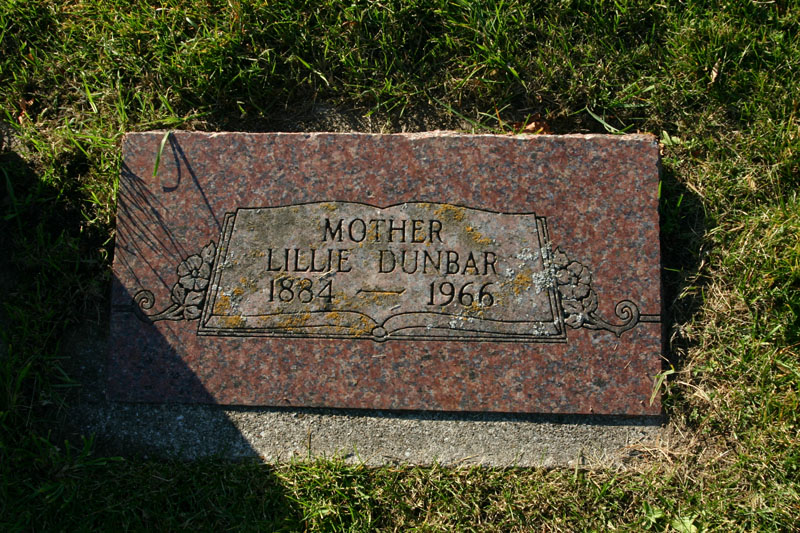 MOTHER
LILLIE DUNBAR
1884 — 1966